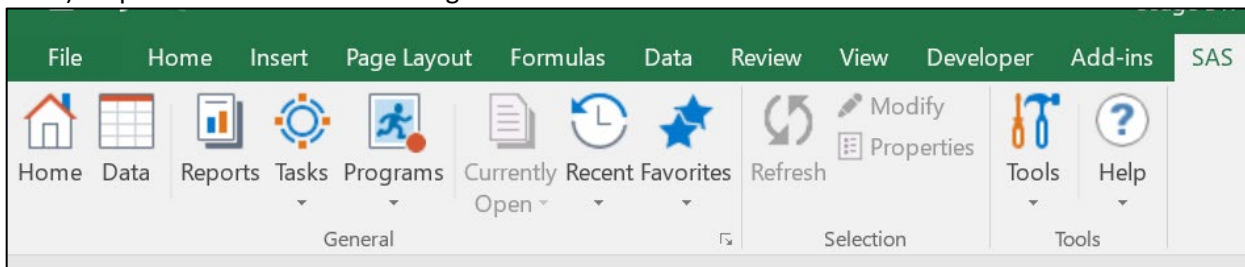 File Home Insert Page Layout Formulas Data Review View Developer Add-ins SAS
Home Data Reports Tasks Programs Currently Open Recent Favorites Refresh Modify Properties Tools Help
General Selection Tools